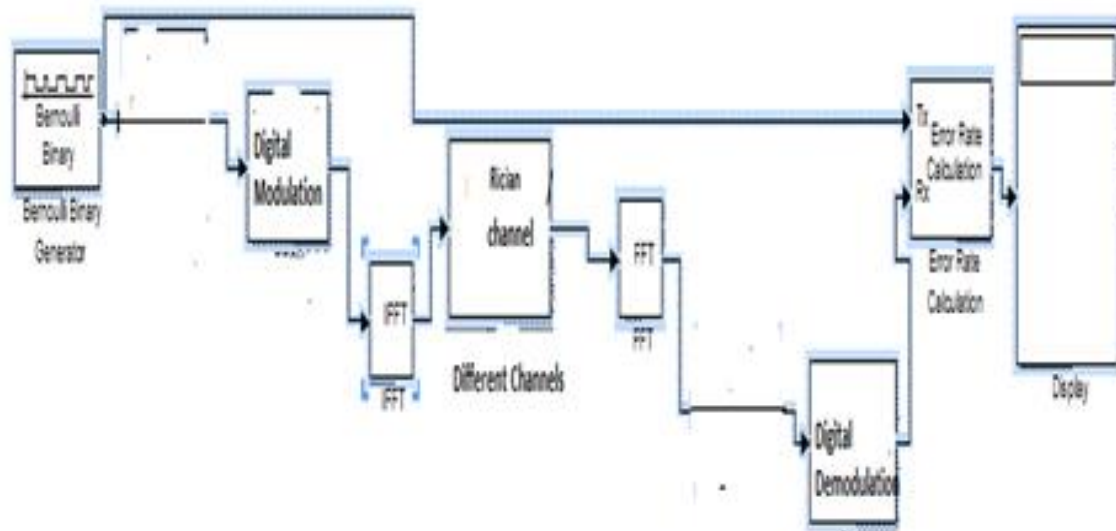 Bernoulli
Binary
Bernoulli Binary
Generator
Digital
Modulation
IFFT
IFFT
Rician
channel
Different Channels
FFT
FFT
Digital
Demodulation
Tx
Error Rate
Calculation
Rx
Error Rate
Calculation
Display